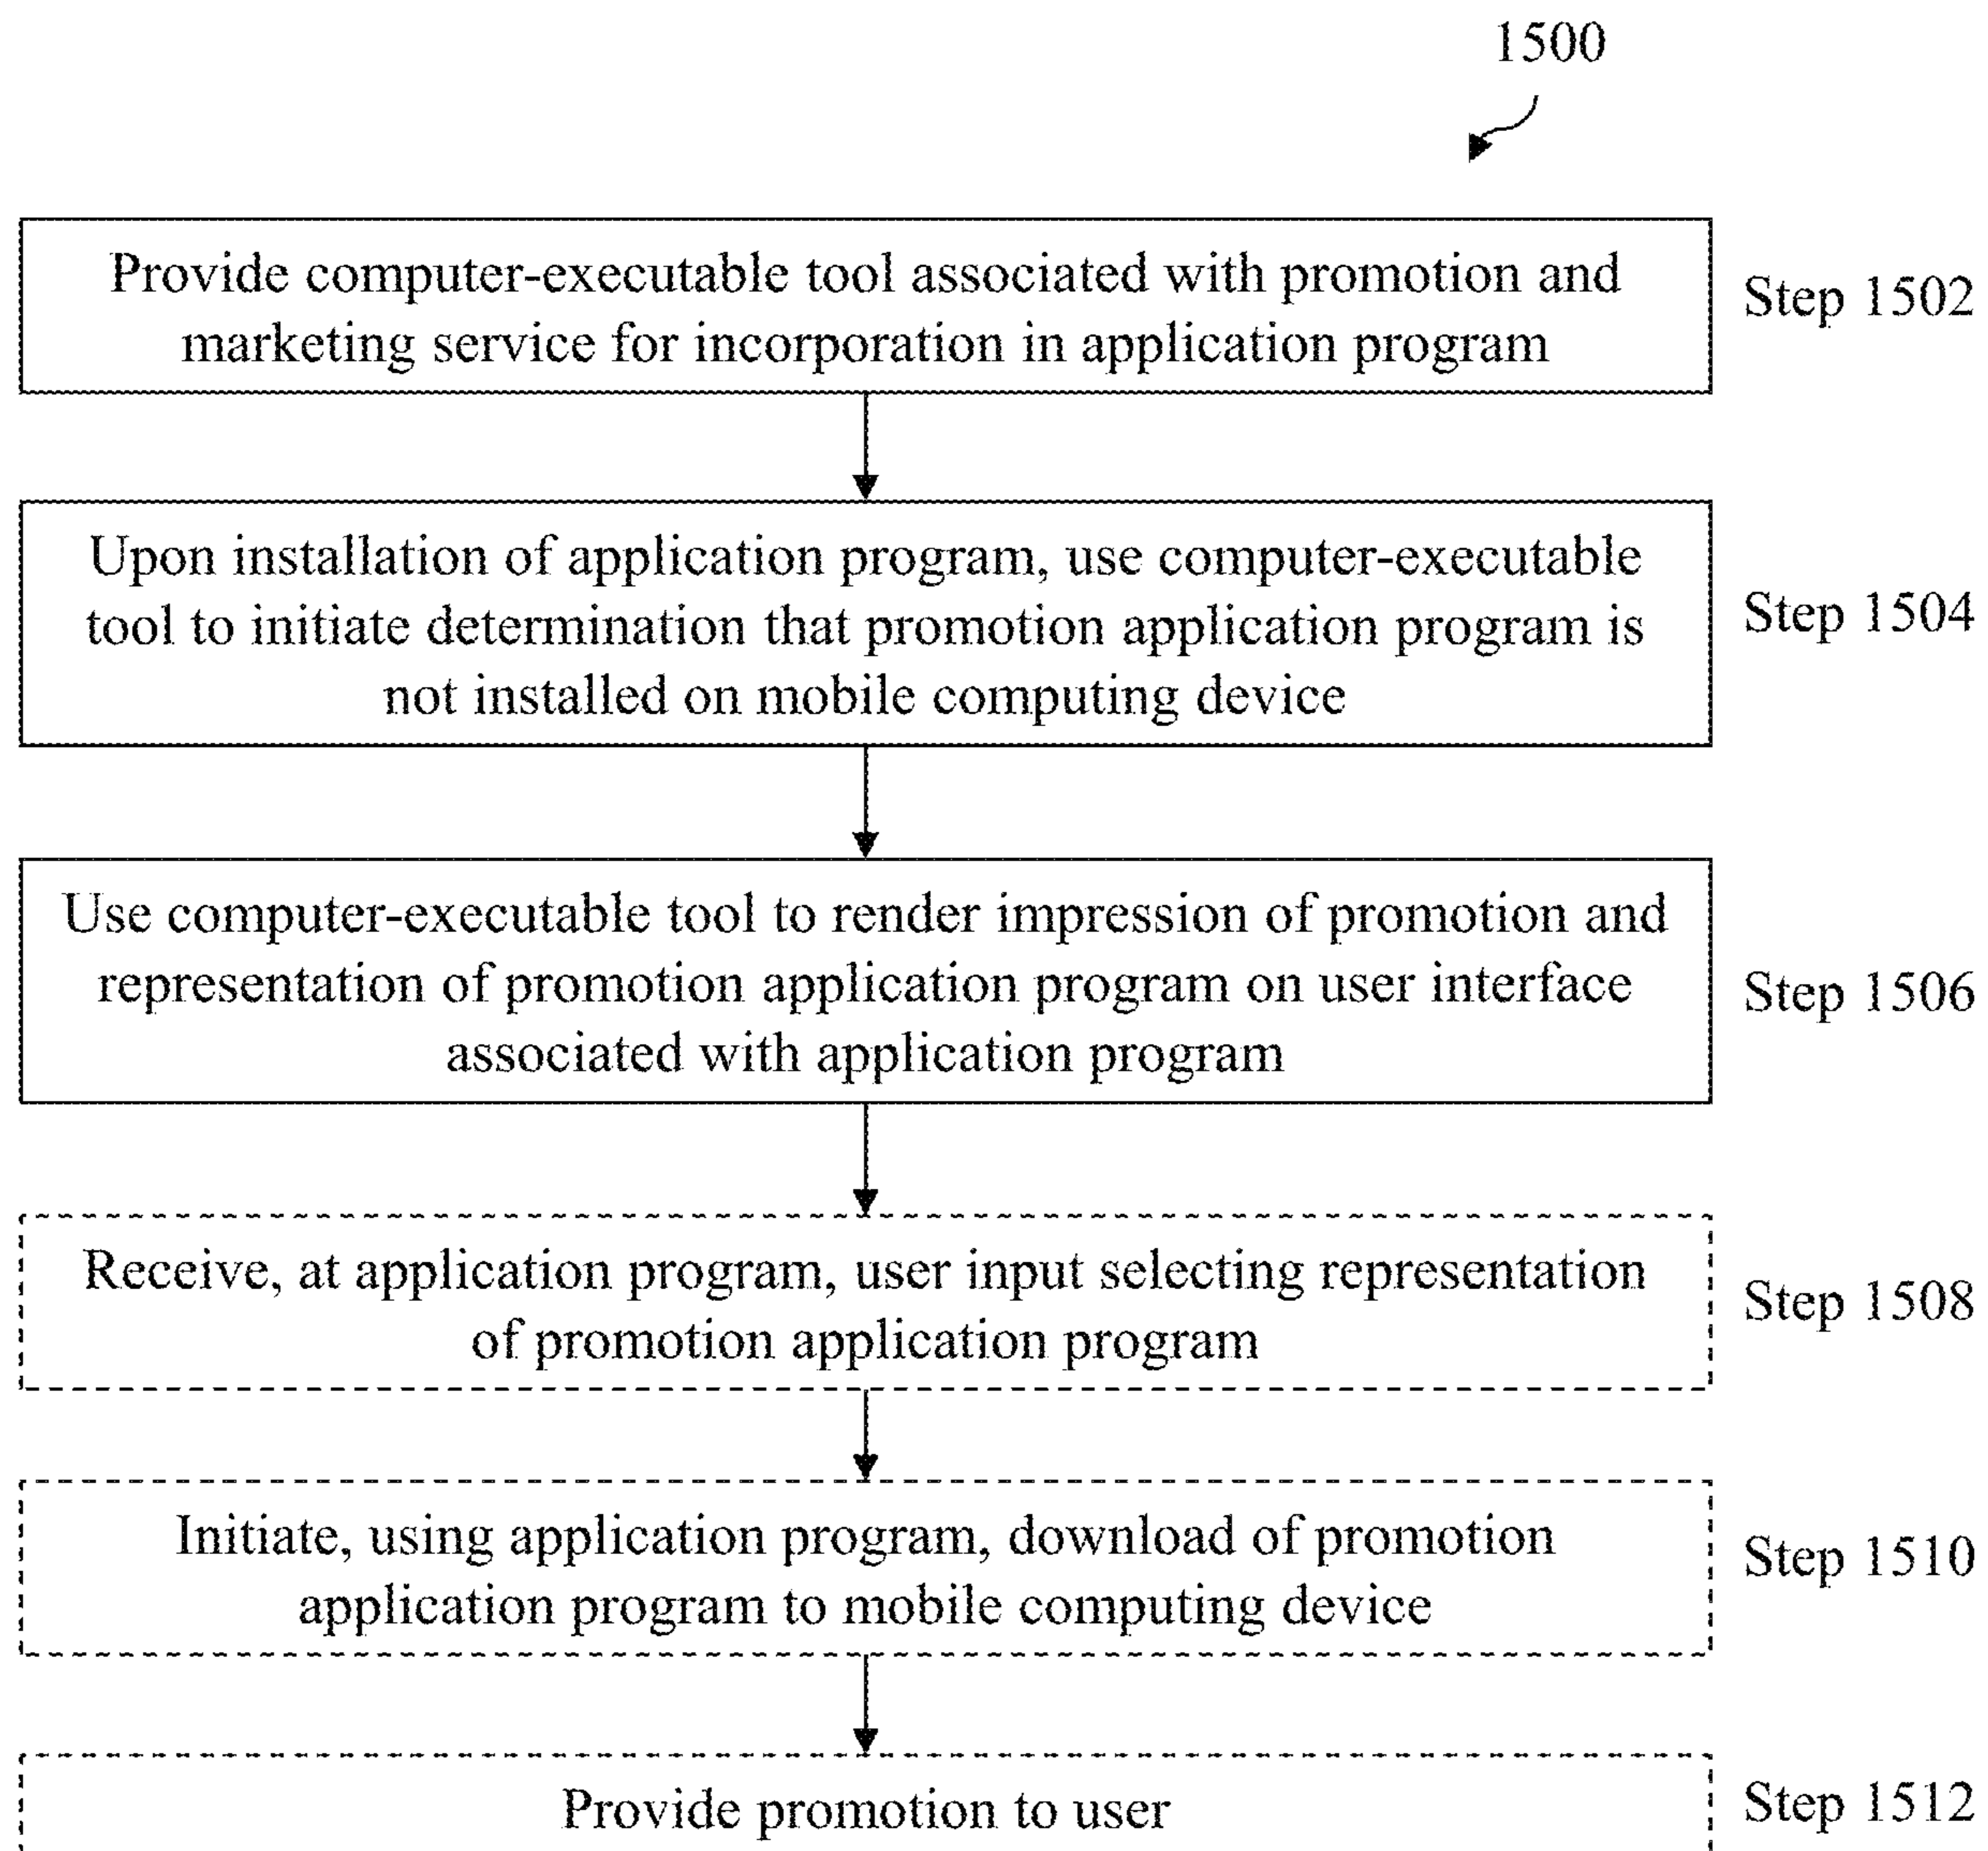 1500
Provide computer-executable tool associated with promotion and
marketing service for incorporation in application program
Step 1502
Upon installation of application program, use computer-executable
tool to initiate determination that promotion application program is
not installed on mobile computing device
Step 1504
Use computer-executable tool to render impression of promotion and
representation of promotion application program on user interface
associated with application program
Step 1506
Receive, at application program, user input selecting representation
of promotion application program
Step 1508
Initiate, using application program, download of promotion
application program to mobile computing device
Step 1510
Provide promotion to user
Step 1512